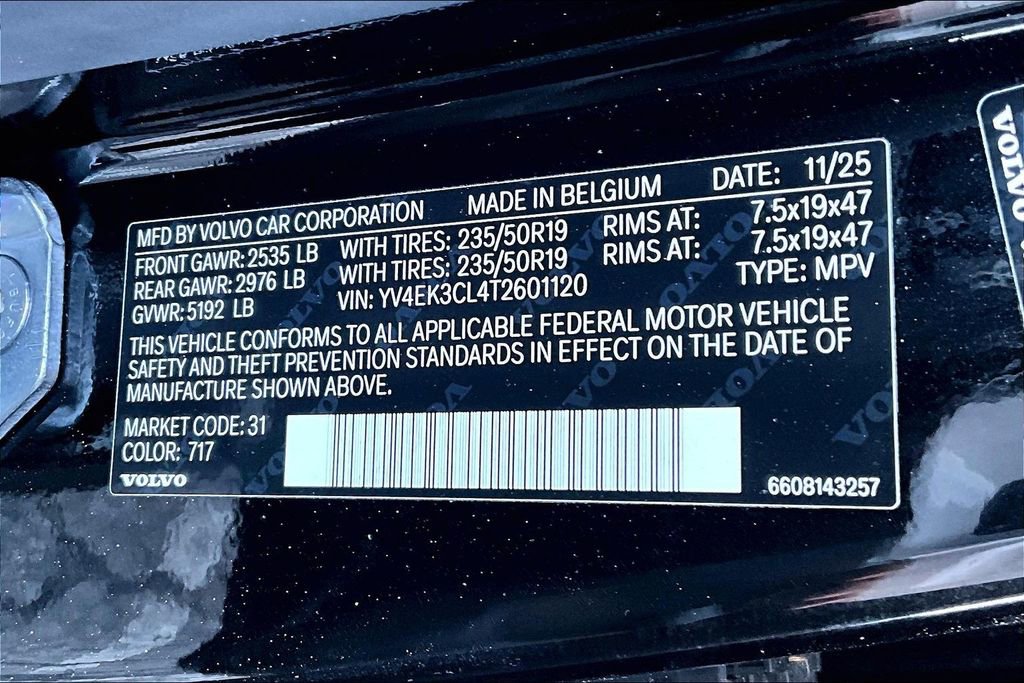 MFD BY VOLVO CAR CORPORATION MADE IN BELGIUM DATE: 11/25
FRONT GAWR: 2535 LB WITH TIRES: 235/50R19 RIMS AT: 7.5x19x47
REAR GAWR: 2976 LB WITH TIRES: 235/50R19 RIMS AT: 7.5x19x47
GVWR: 5192 LB VIN: YV4EK3CL4T2601120 TYPE: MPV
THIS VEHICLE CONFORMS TO ALL APPLICABLE FEDERAL MOTOR VEHICLE
SAFETY AND THEFT PREVENTION STANDARDS IN EFFECT ON THE DATE OF
MANUFACTURE SHOWN ABOVE.
MARKET CODE: 31
COLOR: 717
VOLVO
6608143257
VOLVO